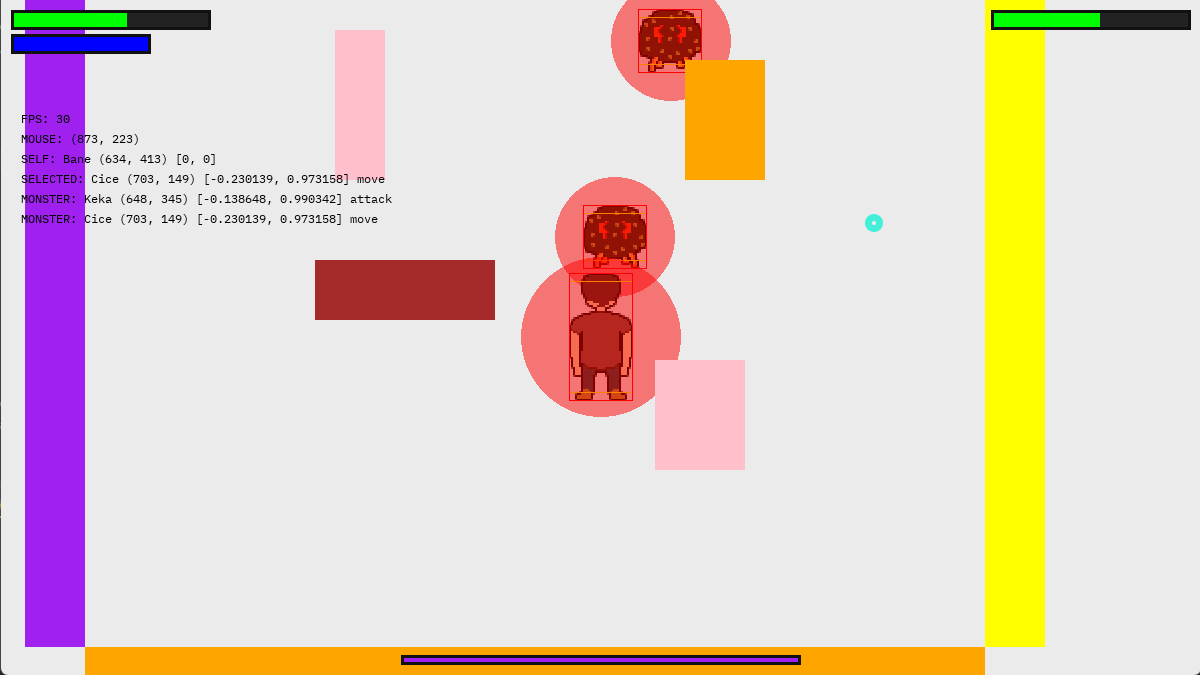 FPS: 30
MOUSE: (873, 223)
SELF: Bane (634, 413) [0, 0]
SELECTED: Cice (703, 149) [-0.230139, 0.973158] move
MONSTER: Keka (648, 345) [-0.138648, 0.990342] attack
MONSTER: Cice (703, 149) [-0.230139, 0.973158] move